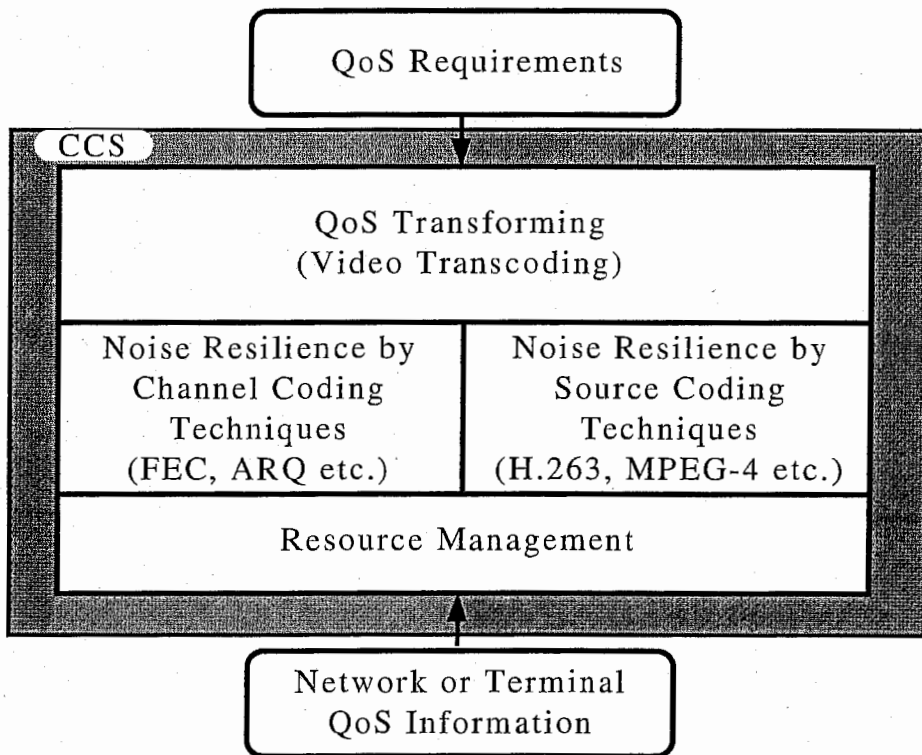 QoS Requirements
CCS
QoS Transforming
(Video Transcoding)
Noise Resilience by
Channel Coding
Techniques
(FEC, ARQ etc.)
Noise Resilience by
Source Coding
Techniques
(H.263, MPEG-4 etc.)
Resource Management
Network or Terminal
QoS Information